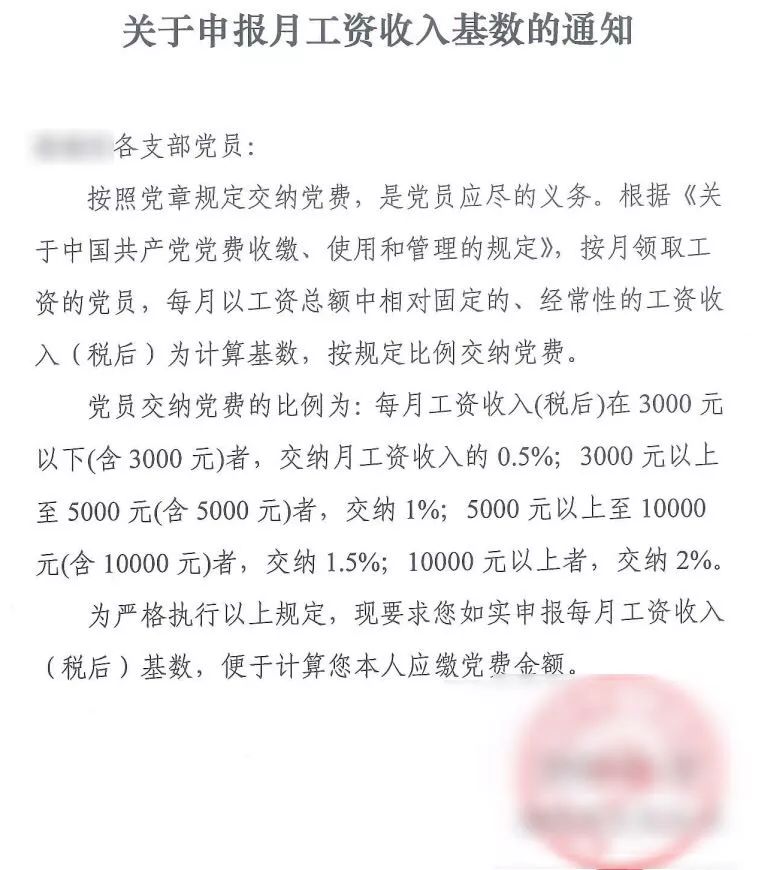 关于申报月工资收入基数的通知
各支部党员：
按照党章规定交纳党费，是党员应尽的义务。根据《关
于中国共产党党费收缴、使用和管理的规定》，按月领取工
资的党员，每月以工资总额中相对固定的、经常性的工资收
入（税后）为计算基数，按规定比例交纳党费。
党员交纳党费的比例为：每月工资收入(税后)在 3000 元
以下(含 3000 元)者，交纳月工资收入的 0.5%；3000 元以上
至 5000 元(含 5000 元)者，交纳 1%；5000 元以上至 10000
元(含 10000 元)者，交纳 1.5%；10000 元以上者，交纳 2%。
为严格执行以上规定，现要求您如实申报每月工资收入
（税后）基数，便于计算您本人应缴党费金额。